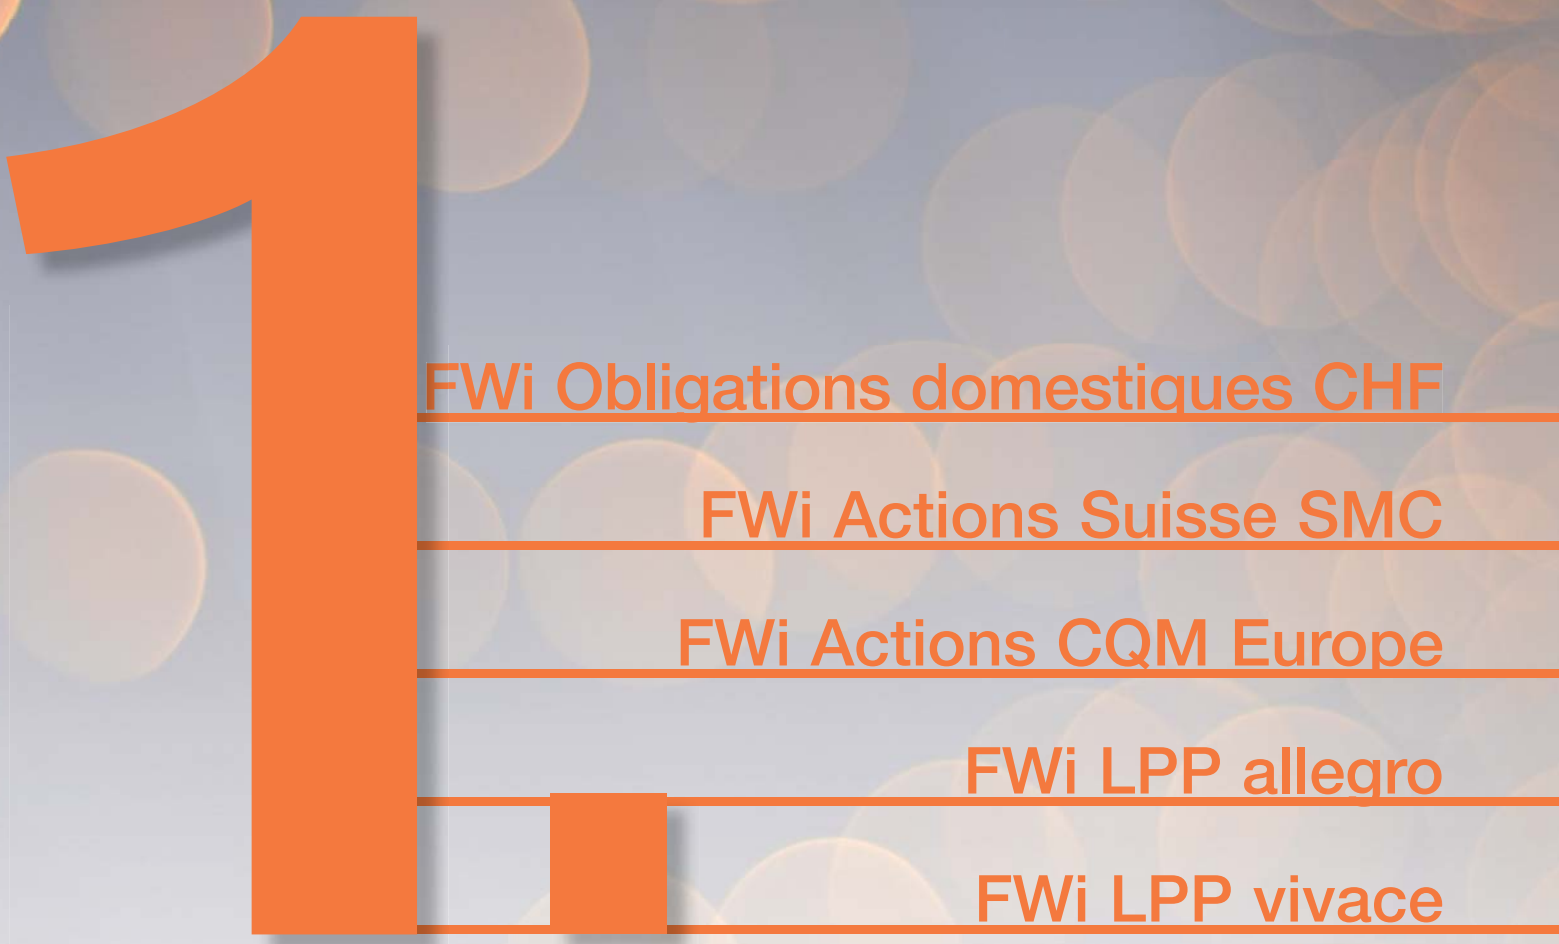 1.
FWi Obligations domestiques CHF
FWi Actions Suisse SMC
FWi Actions CQM Europe
FWi LPP allegro
FWi LPP vivace